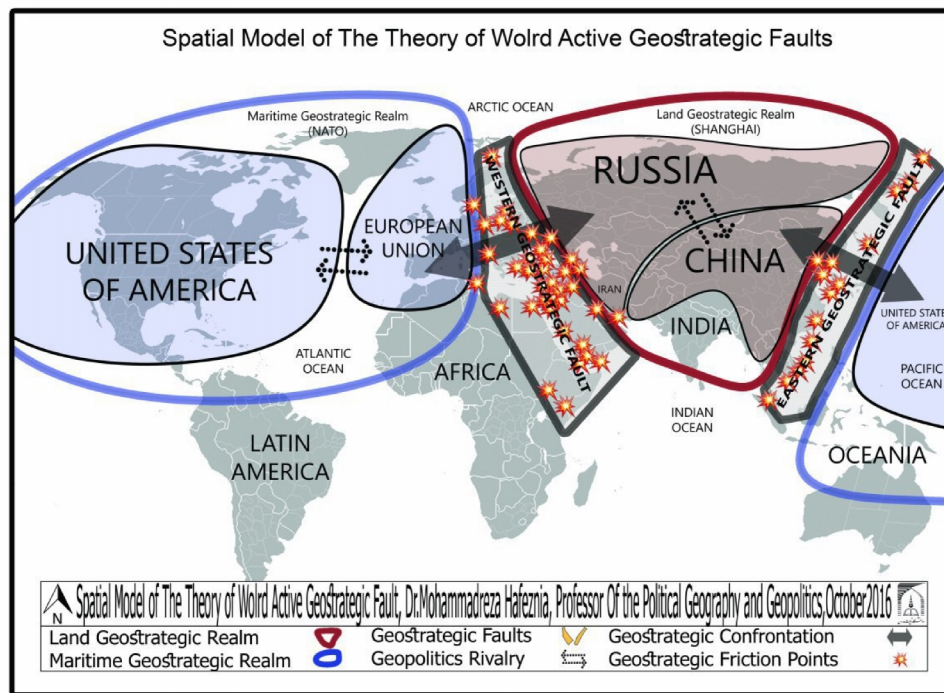 Spatial Model of The Theory of Wolrd Active Geostrategic Faults
ARCTIC OCEAN
Maritime Geostrategic Realm
(NATO)
Land Geostrategic Realm
(SHANGHAI)
WESTERN GEOSTRATEGIC FAULT
RUSSIA
EASTERN GEOSTRATEGIC FAULT
EUROPEAN
UNION
UNITED STATES
OF AMERICA
CHINA
IRAN
INDIA
UNITED STATES
OF AMERICA
ATLANTIC
OCEAN
AFRICA
PACIFIC
OCEAN
INDIAN
OCEAN
LATIN
AMERICA
OCEANIA
N
Spatial Model of The Theory of Wolrd Active Geostrategic Fault, Dr.Mohammadreza Hafeznia, Professor Of the Political Geography and Geopolitics,October2016
Land Geostrategic Realm
Geostrategic Faults
Geostrategic Confrontation
Maritime Geostrategic Realm
Geopolitics Rivalry
Geostrategic Friction Points